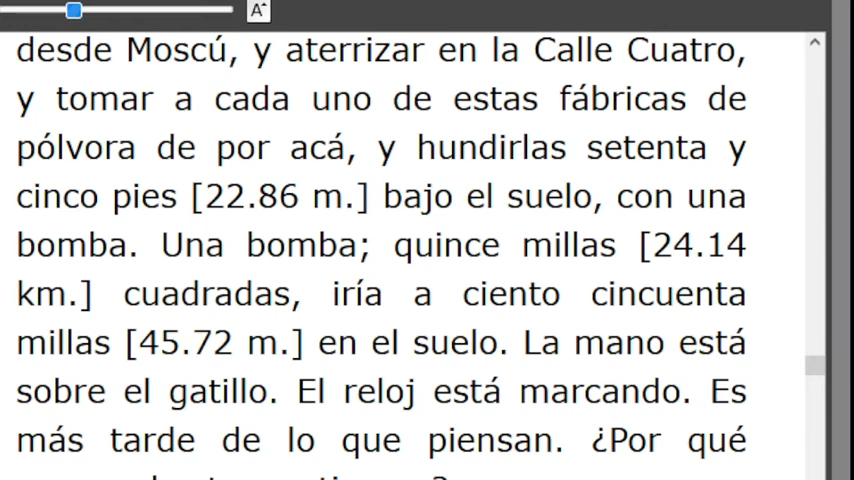 A
desde Moscú, y aterrizar en la Calle Cuatro,
y tomar a cada uno de estas fábricas de
pólvora de por acá, y hundirlas setenta y
cinco pies [22.86 m.] bajo el suelo, con una
bomba. Una bomba; quince millas [24.14
km.] cuadradas, iría a ciento cincuenta
millas [45.72 m.] en el suelo. La mano está
sobre el gatillo. El reloj está marcando. Es
más tarde de lo que piensan. ¿Por qué